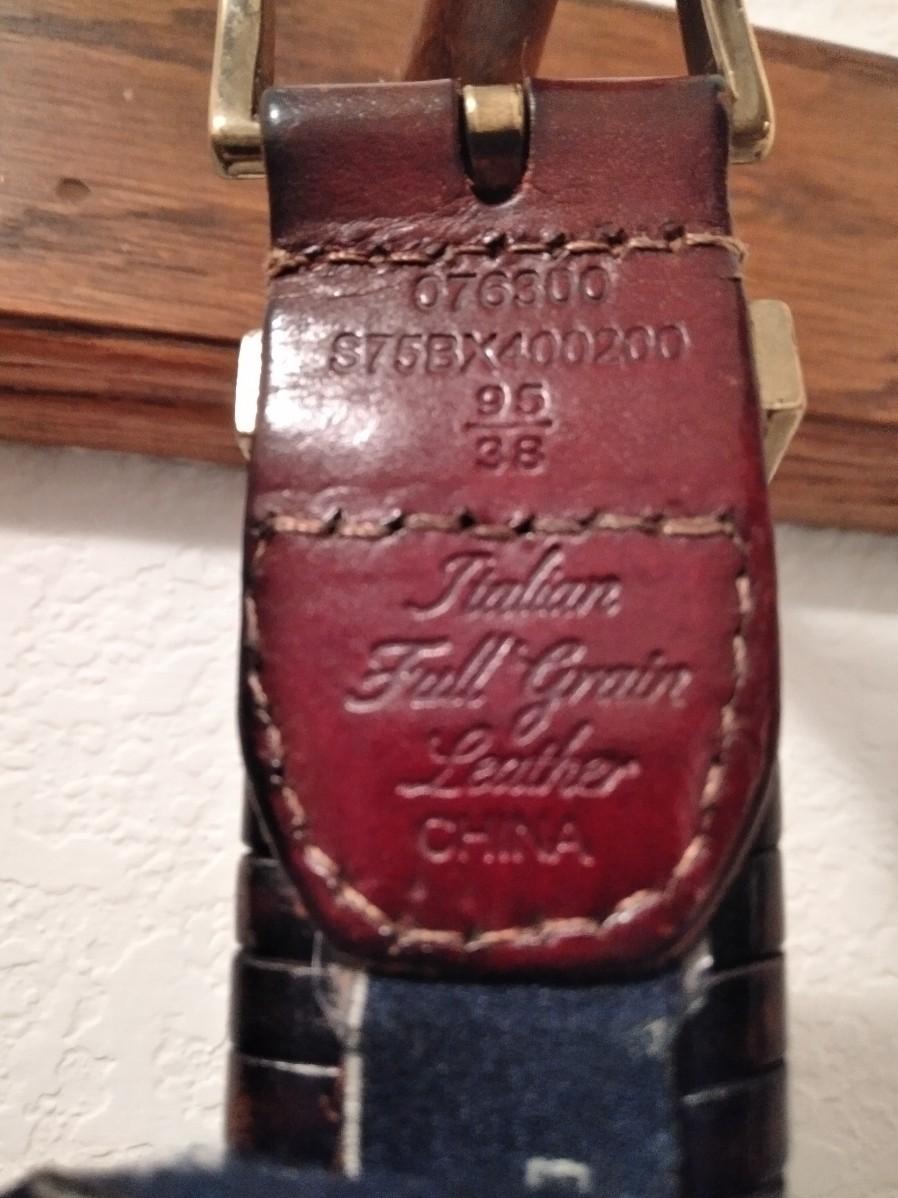 076300
S75BX400200
95
38
Italian
Full Grain
Leather
CHINA